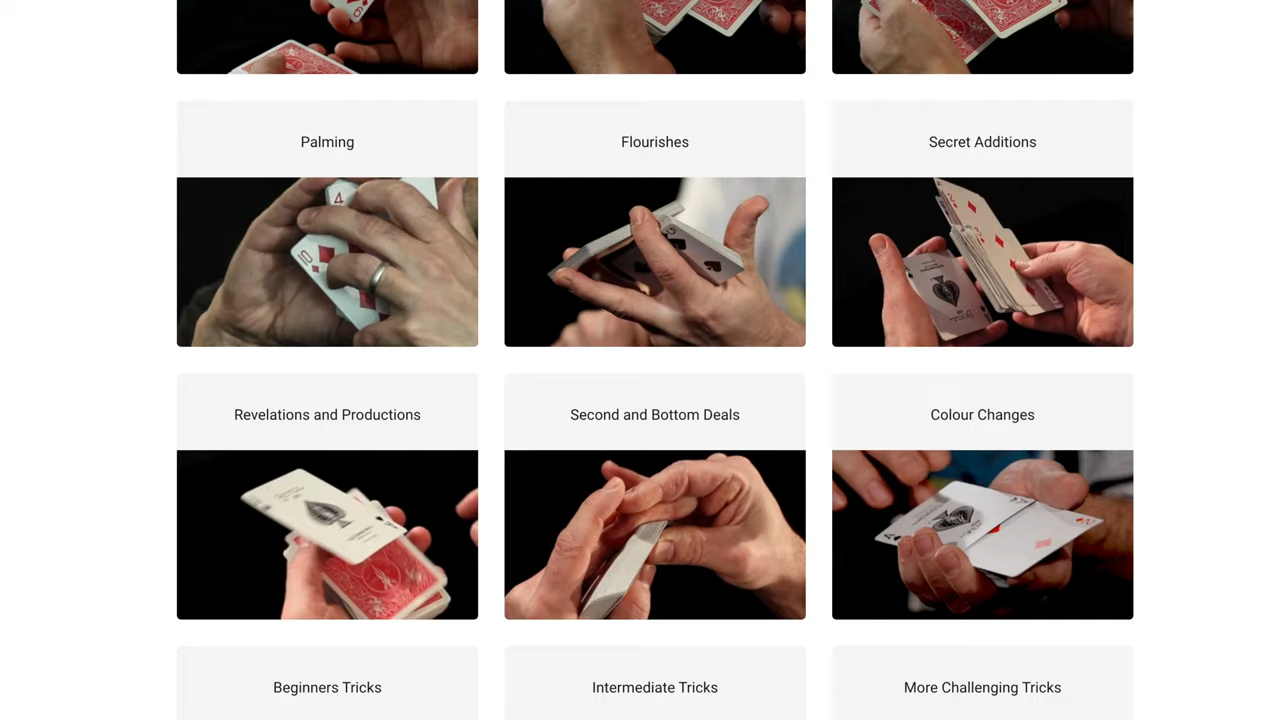 Palming
Flourishes
Secret Additions
Revelations and Productions
Second and Bottom Deals
Colour Changes
Beginners Tricks
Intermediate Tricks
More Challenging Tricks